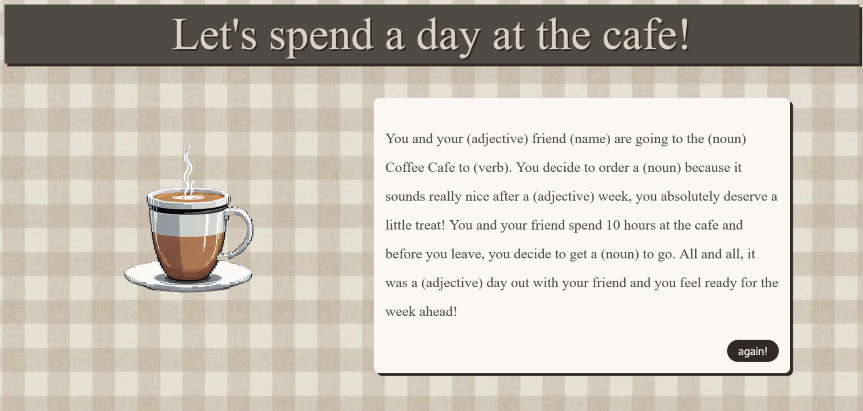 Let's spend a day at the cafe!
You and your (adjective) friend (name) are going to the (noun)
Coffee Cafe to (verb). You decide to order a (noun) because it
sounds really nice after a (adjective) week, you absolutely deserve a
little treat! You and your friend spend 10 hours at the cafe and
before you leave, you decide to get a (noun) to go. All and all, it
was a (adjective) day out with your friend and you feel ready for the
week ahead!
again!